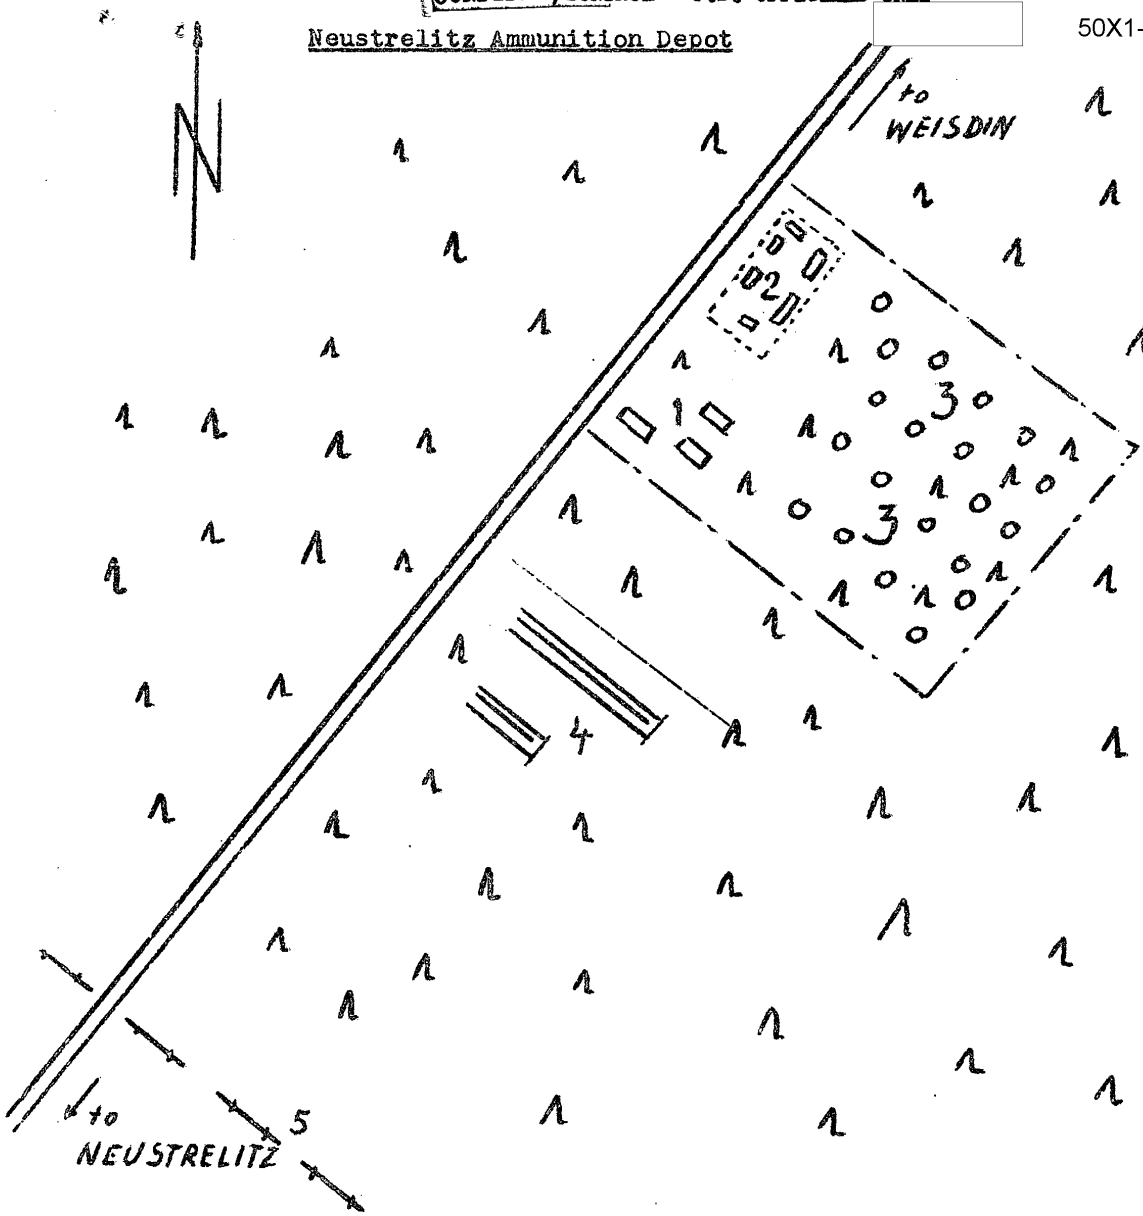 Neustrelitz Ammunition Depot
50X1-
N
to
WEISDIN
2
1
3
3
4
5
to
NEUSTRELITZ